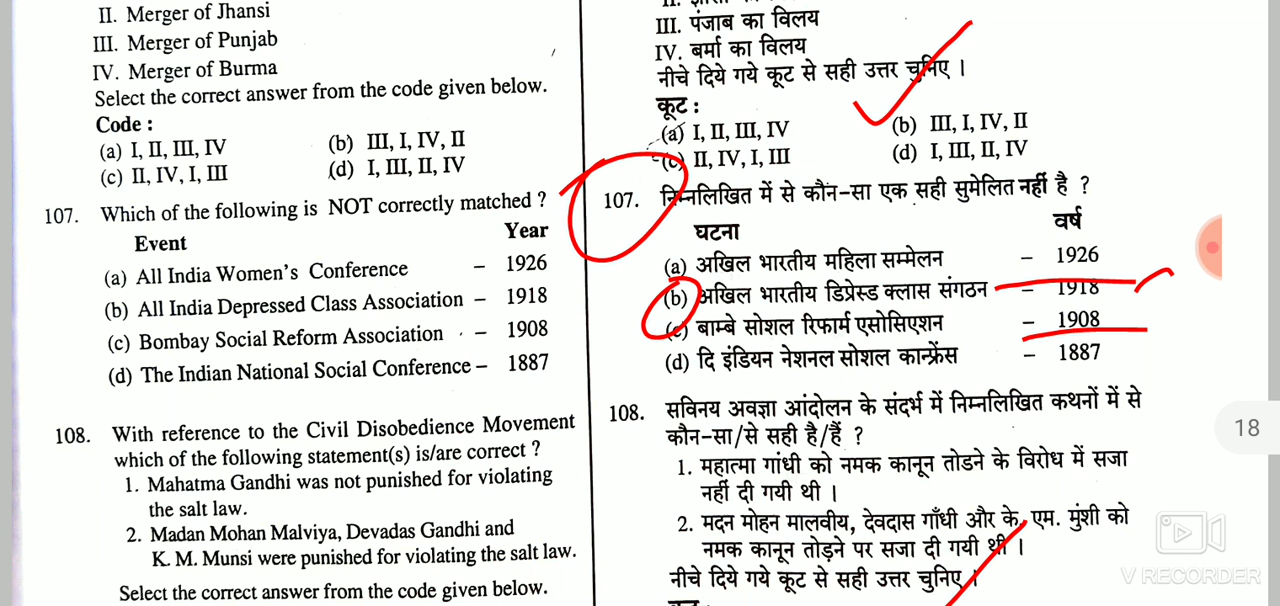 II. Merger of Jhansi
III. Merger of Punjab
IV. Merger of Burma
Select the correct answer from the code given below.
Code :
(a) I, II, III, IV (b) III, I, IV, II
(c) II, IV, I, III (d) I, III, II, IV
107. Which of the following is NOT correctly matched ?
Event Year
(a) All India Women's Conference – 1926
(b) All India Depressed Class Association – 1918
(c) Bombay Social Reform Association – 1908
(d) The Indian National Social Conference – 1887
108. With reference to the Civil Disobedience Movement
which of the following statement(s) is/are correct ?
1. Mahatma Gandhi was not punished for violating
the salt law.
2. Madan Mohan Malviya, Devadas Gandhi and
K. M. Munsi were punished for violating the salt law.
Select the correct answer from the code given below.
III. पंजाब का विलय
IV. बर्मा का विलय
नीचे दिये गये कूट से सही उत्तर चुनिए ।
कूट :
(a) I, II, III, IV (b) III, I, IV, II
(c) II, IV, I, III (d) I, III, II, IV
107. निम्नलिखित में से कौन-सा एक सही सुमेलित नहीं है ?
घटना वर्ष
(a) अखिल भारतीय महिला सम्मेलन – 1926
(b) अखिल भारतीय डिप्रेस्ड क्लास संगठन – 1918
(c) बाम्बे सोशल रिफार्म एसोसिएशन – 1908
(d) दि इंडियन नेशनल सोशल कान्फ्रेंस – 1887
108. सविनय अवज्ञा आंदोलन के संदर्भ में निम्नलिखित कथनों में से
कौन-सा/से सही है/हैं ?
1. महात्मा गांधी को नमक कानून तोडने के विरोध में सजा
नहीं दी गयी थी ।
2. मदन मोहन मालवीय, देवदास गाँधी और के. एम. मुंशी को
नमक कानून तोड़ने पर सजा दी गयी थी ।
नीचे दिये गये कूट से सही उत्तर चुनिए ।
18
V RECORDER